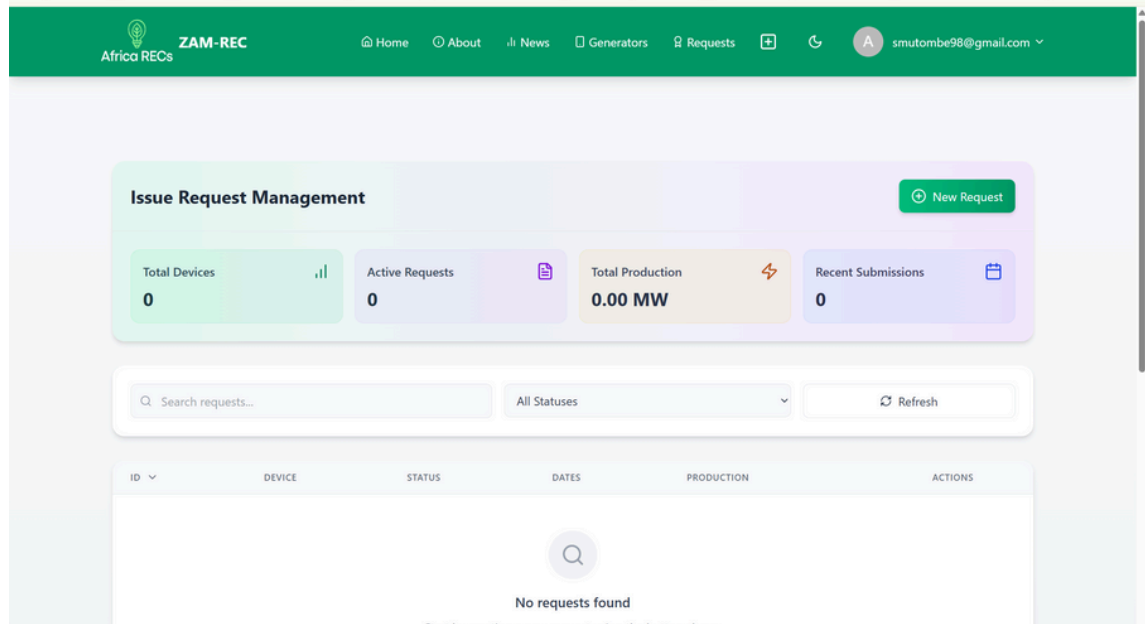 Africa RECs
ZAM-REC
Home
About
News
Generators
Requests
A
smutombe98@gmail.com
Issue Request Management
New Request
Total Devices
0
Active Requests
0
Total Production
0.00 MW
Recent Submissions
0
Search requests...
All Statuses
Refresh
ID
DEVICE
STATUS
DATES
PRODUCTION
ACTIONS
No requests found